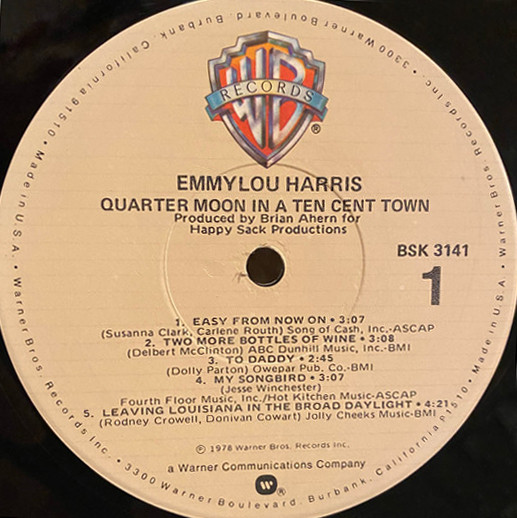 WB
RECORDS
®
EMMYLOU HARRIS
QUARTER MOON IN A TEN CENT TOWN
Produced by Brian Ahern for
Happy Sack Productions
BSK 3141
1
1. EASY FROM NOW ON • 3:07
(Susanna Clark, Carlene Routh) Song of Cash, Inc.-ASCAP
2. TWO MORE BOTTLES OF WINE • 3:08
(Delbert McClinton) ABC Dunhill Music, Inc.-BMI
3. TO DADDY • 2:45
(Dolly Parton) Owepar Pub. Co.-BMI
4. MY SONGBIRD • 3:07
(Jesse Winchester)
Fourth Floor Music, Inc./Hot Kitchen Music-ASCAP
5. LEAVING LOUISIANA IN THE BROAD DAYLIGHT • 4:21
(Rodney Crowell, Donivan Cowart) Jolly Cheeks Music-BMI
℗ 1978 Warner Bros. Records Inc.
a Warner Communications Company
W®
Warner Bros. Records Inc. • 3300 Warner Boulevard, Burbank, California 91510 • Made in U.S.A. • Warner Bros. Records Inc. • 3300 Warner Boulevard, Burbank, California 91510 • Made in U.S.A. •